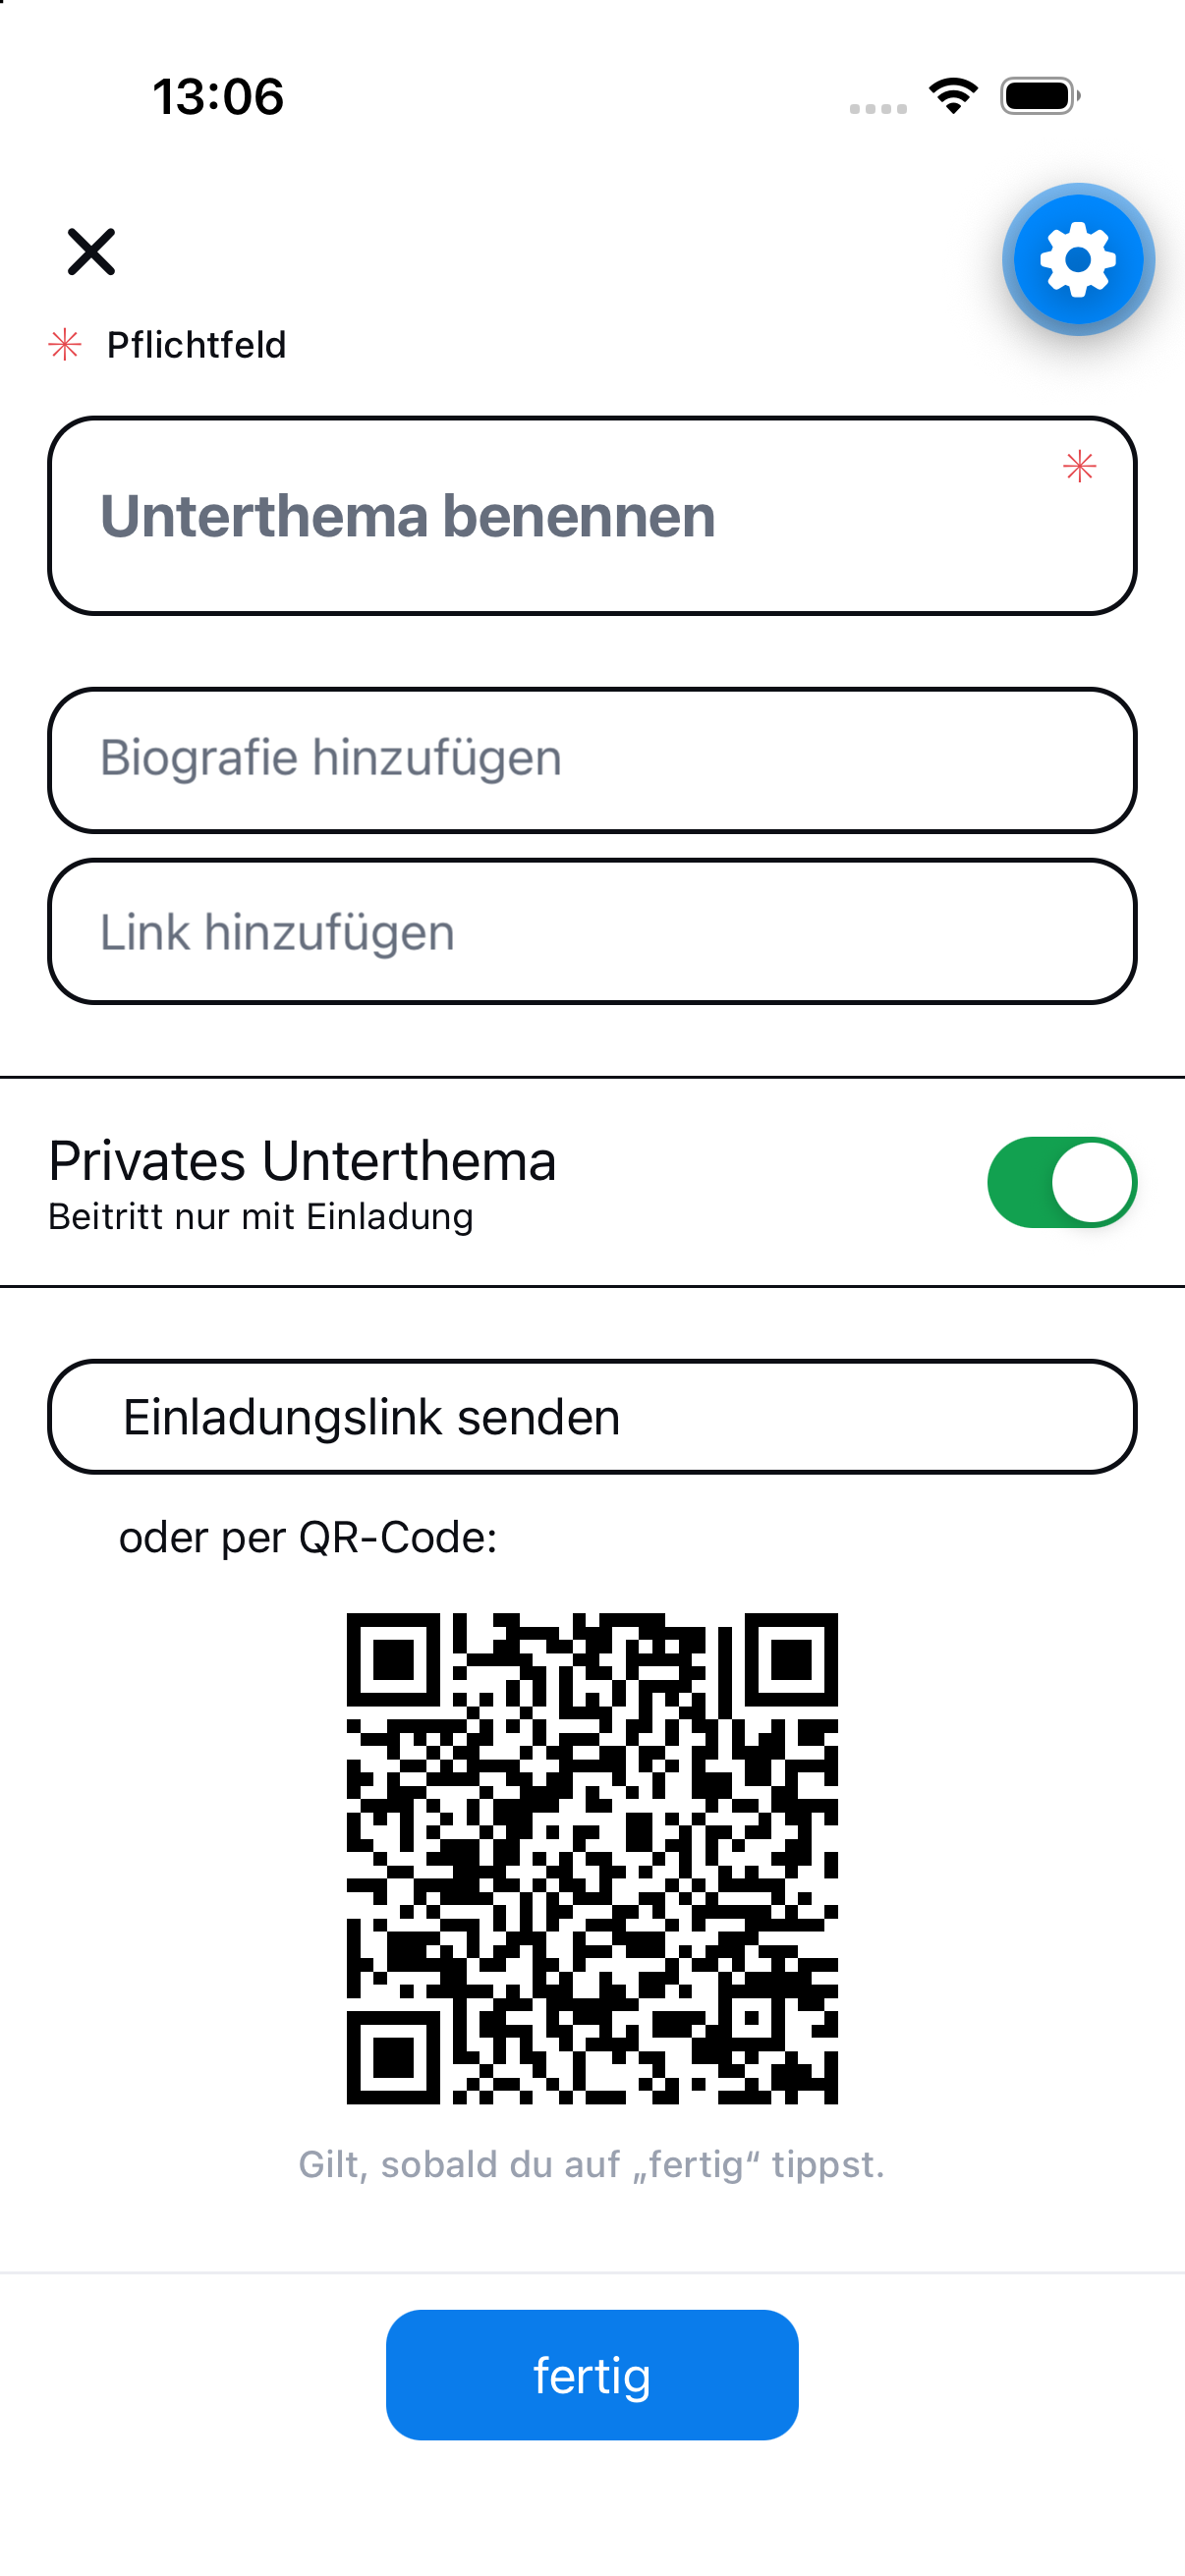 13:06
Pflichtfeld
Unterthema benennen
Biografie hinzufügen
Link hinzufügen
Privates Unterthema
Beitritt nur mit Einladung
Einladungslink senden
oder per QR-Code:
Gilt, sobald du auf „fertig“ tippst.
fertig